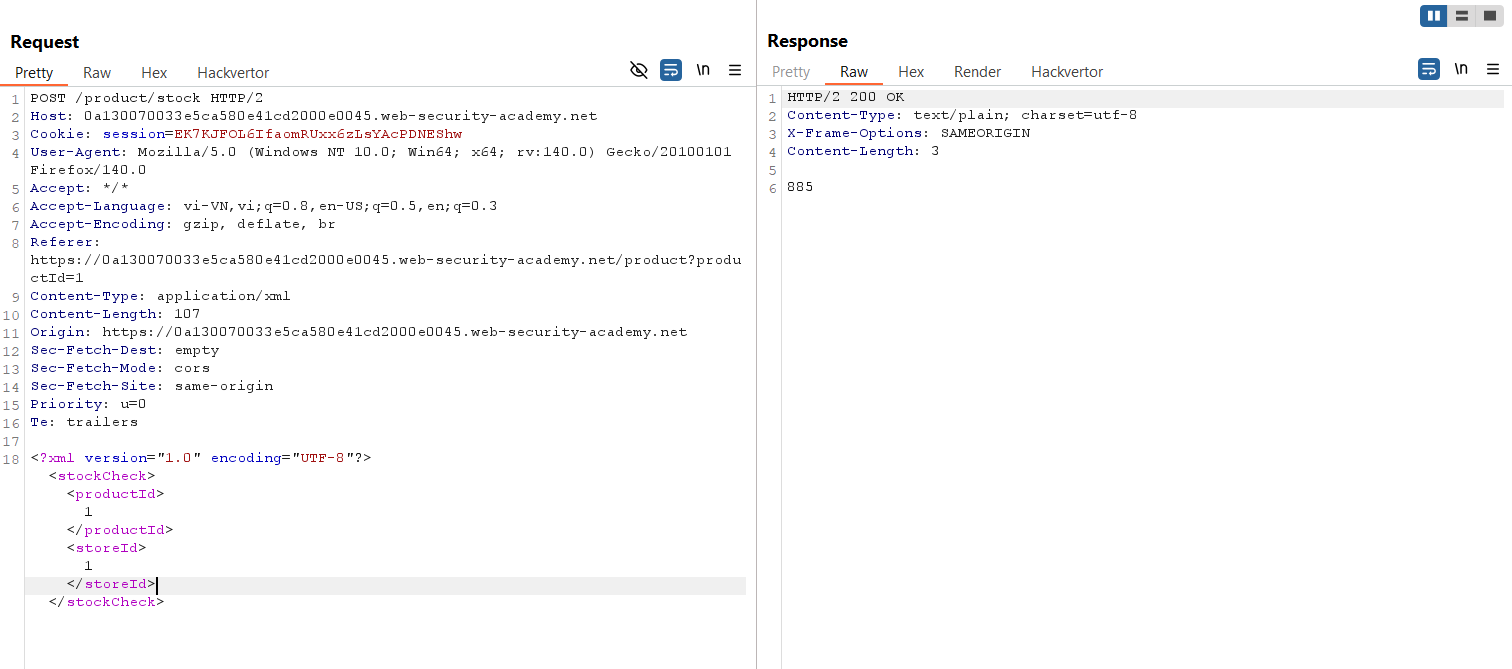 Request
Pretty Raw Hex Hackvertor \n
1 POST /product/stock HTTP/2
2 Host: 0a130070033e5ca580e41cd2000e0045.web-security-academy.net
3 Cookie: session=EK7KJFOL6IfaomRUxx6zLsYAcPDNEShw
4 User-Agent: Mozilla/5.0 (Windows NT 10.0; Win64; x64; rv:140.0) Gecko/20100101
Firefox/140.0
5 Accept: */*
6 Accept-Language: vi-VN,vi;q=0.8,en-US;q=0.5,en;q=0.3
7 Accept-Encoding: gzip, deflate, br
8 Referer:
https://0a130070033e5ca580e41cd2000e0045.web-security-academy.net/product?produ
ctId=1
9 Content-Type: application/xml
10 Content-Length: 107
11 Origin: https://0a130070033e5ca580e41cd2000e0045.web-security-academy.net
12 Sec-Fetch-Dest: empty
13 Sec-Fetch-Mode: cors
14 Sec-Fetch-Site: same-origin
15 Priority: u=0
16 Te: trailers
17
18 <?xml version="1.0" encoding="UTF-8"?>
<stockCheck>
<productId>
1
</productId>
<storeId>
1
</storeId>
</stockCheck>
Response
Pretty Raw Hex Render Hackvertor \n
1 HTTP/2 200 OK
2 Content-Type: text/plain; charset=utf-8
3 X-Frame-Options: SAMEORIGIN
4 Content-Length: 3
5
6 885